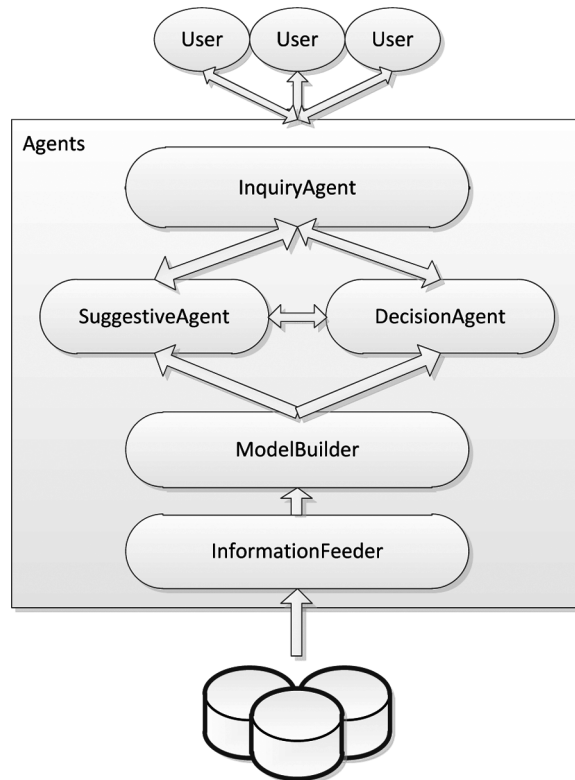 User
User
User
Agents
InquiryAgent
SuggestiveAgent
DecisionAgent
ModelBuilder
InformationFeeder